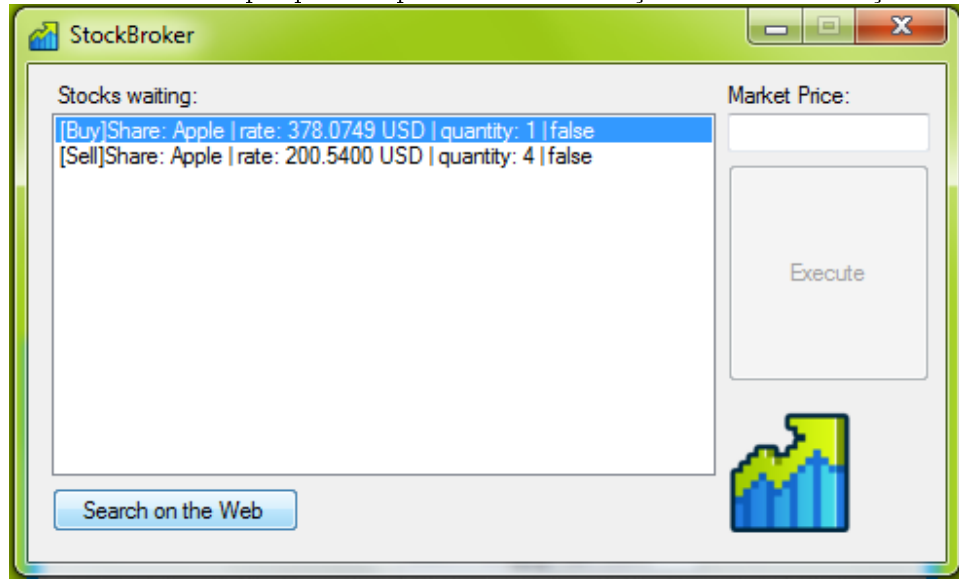 StockBroker
Stocks waiting:
Market Price:
[Buy]Share: Apple | rate: 378.0749 USD | quantity: 1 | false
[Sell]Share: Apple | rate: 200.5400 USD | quantity: 4 | false
Execute
Search on the Web